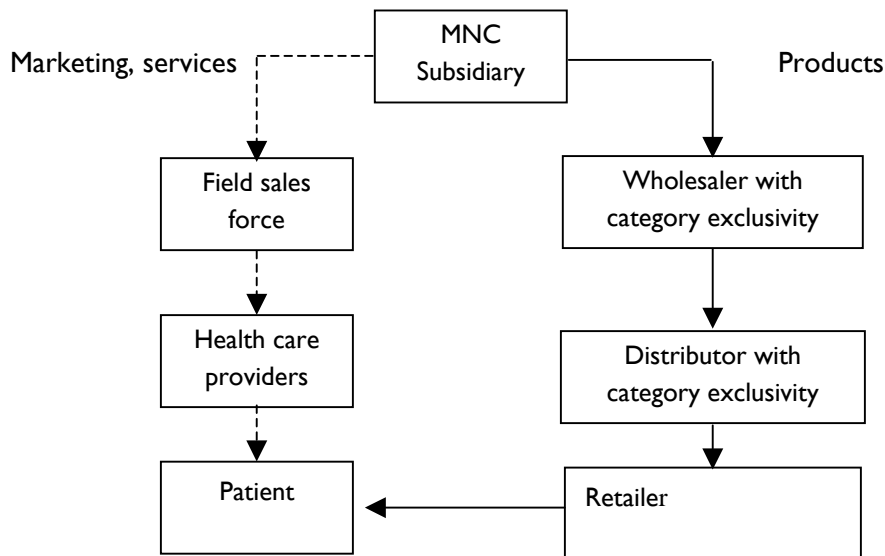 MNC
Subsidiary
Marketing, services
Products
Field sales
force
Wholesaler with
category exclusivity
Health care
providers
Distributor with
category exclusivity
Patient
Retailer